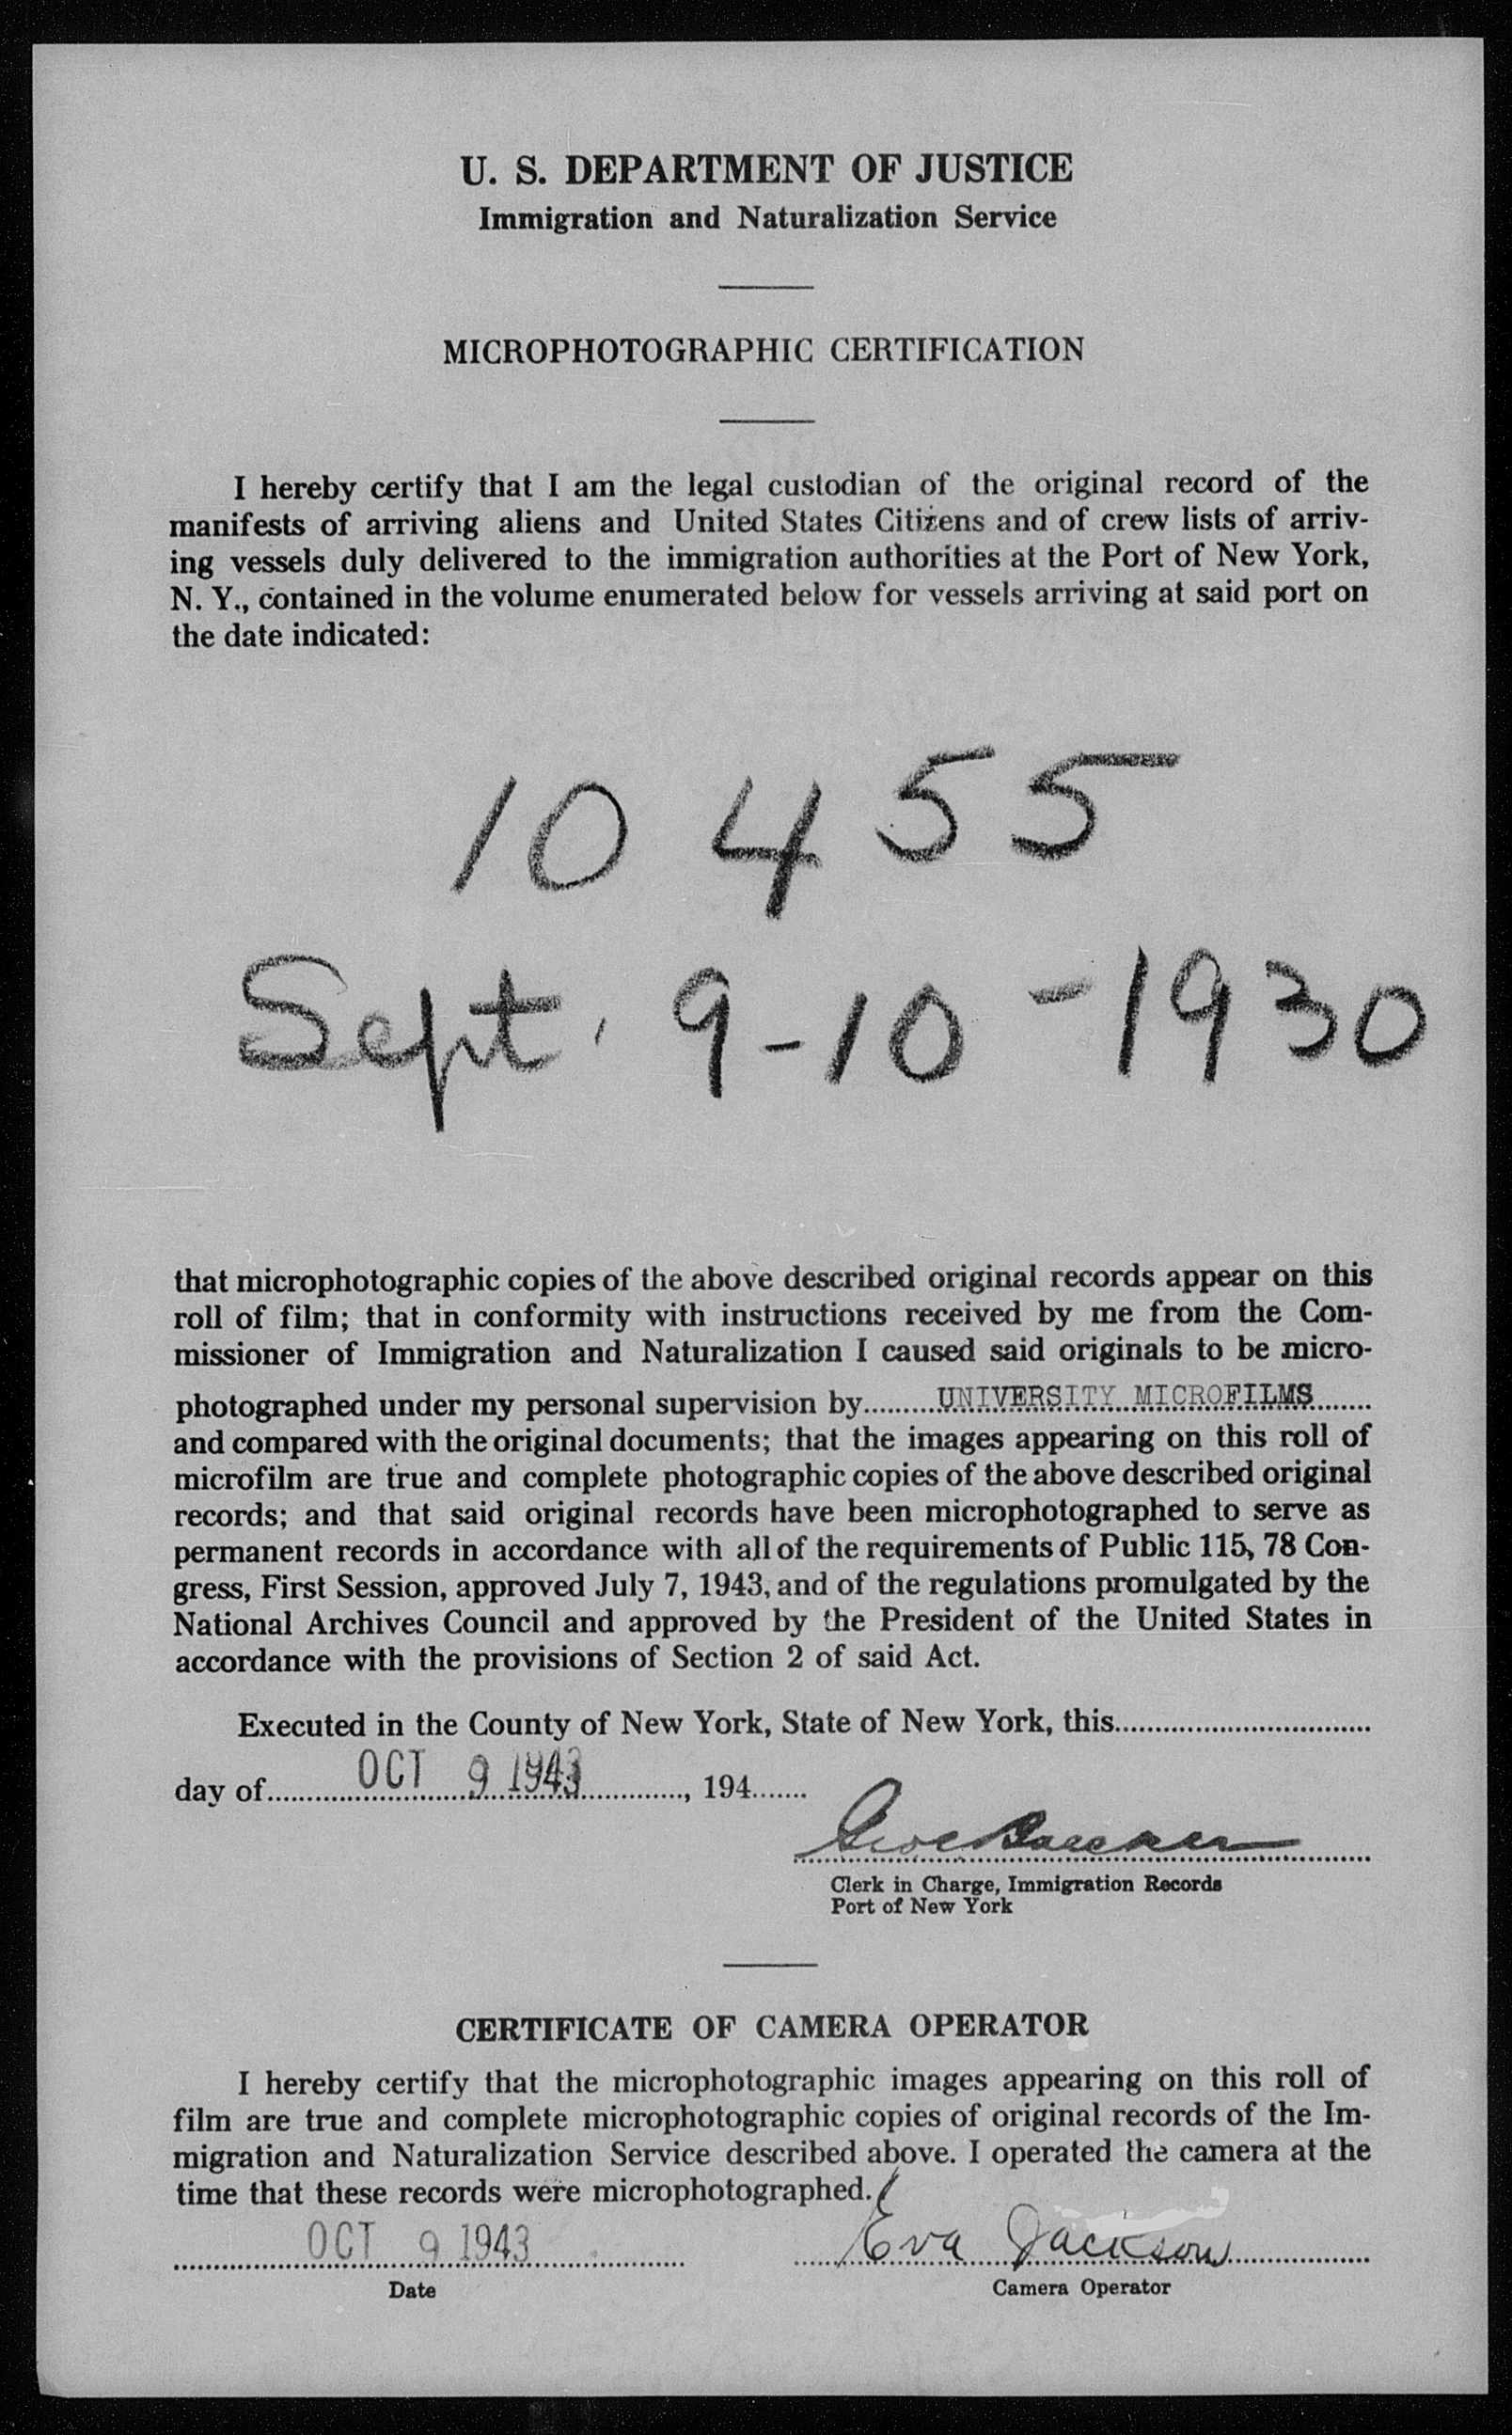 U. S. DEPARTMENT OF JUSTICE
Immigration and Naturalization Service
MICROPHOTOGRAPHIC CERTIFICATION
I hereby certify that I am the legal custodian of the original record of the
manifests of arriving aliens and United States Citizens and of crew lists of arriv-
ing vessels duly delivered to the immigration authorities at the Port of New York,
N. Y., contained in the volume enumerated below for vessels arriving at said port on
the date indicated:
10 455
Sept. 9-10-1930
that microphotographic copies of the above described original records appear on this
roll of film; that in conformity with instructions received by me from the Com-
missioner of Immigration and Naturalization I caused said originals to be micro-
photographed under my personal supervision by..........UNIVERSITY MICROFILMS........
and compared with the original documents; that the images appearing on this roll of
microfilm are true and complete photographic copies of the above described original
records; and that said original records have been microphotographed to serve as
permanent records in accordance with all of the requirements of Public 115, 78 Con-
gress, First Session, approved July 7, 1943, and of the regulations promulgated by the
National Archives Council and approved by the President of the United States in
accordance with the provisions of Section 2 of said Act.
Executed in the County of New York, State of New York, this................................
day of...........OCT 9 1943............., 194.......
Clerk in Charge, Immigration Records
Port of New York
CERTIFICATE OF CAMERA OPERATOR
I hereby certify that the microphotographic images appearing on this roll of
film are true and complete microphotographic copies of original records of the Im-
migration and Naturalization Service described above. I operated the camera at the
time that these records were microphotographed.
OCT 9 1943 Eva Jackson
Date Camera Operator